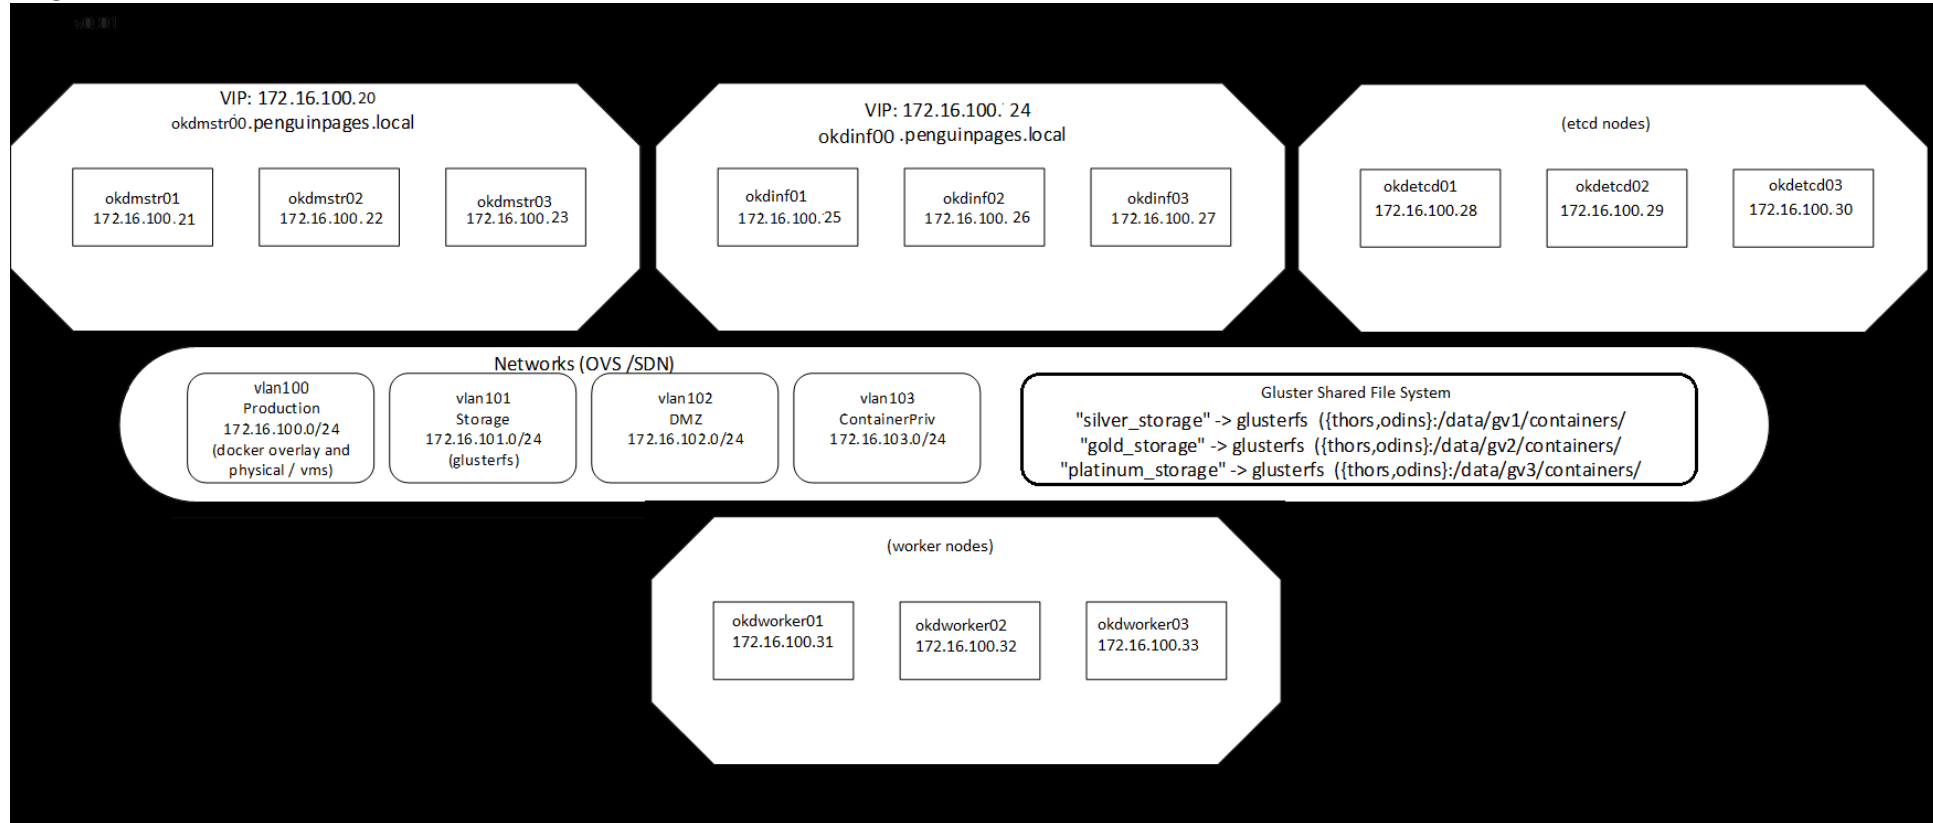 VIP: 172.16.100.20
okdmstr00.penguinpages.local
okdmstr01
172.16.100.21
okdmstr02
172.16.100.22
okdmstr03
172.16.100.23
VIP: 172.16.100. 24
okdinf00 .penguinpages.local
okdinf01
172.16.100.25
okdinf02
172.16.100. 26
okdinf03
172.16.100. 27
(etcd nodes)
okdetcd01
172.16.100.28
okdetcd02
172.16.100.29
okdetcd03
172.16.100.30
Networks (OVS /SDN)
vlan100
Production
172.16.100.0/24
(docker overlay and
physical / vms)
vlan101
Storage
172.16.101.0/24
(glusterfs)
vlan102
DMZ
172.16.102.0/24
vlan103
ContainerPriv
172.16.103.0/24
Gluster Shared File System
"silver_storage" -> glusterfs ({thors,odins}:/data/gv1/containers/
"gold_storage" -> glusterfs ({thors,odins}:/data/gv2/containers/
"platinum_storage" -> glusterfs ({thors,odins}:/data/gv3/containers/
(worker nodes)
okdworker01
172.16.100.31
okdworker02
172.16.100.32
okdworker03
172.16.100.33